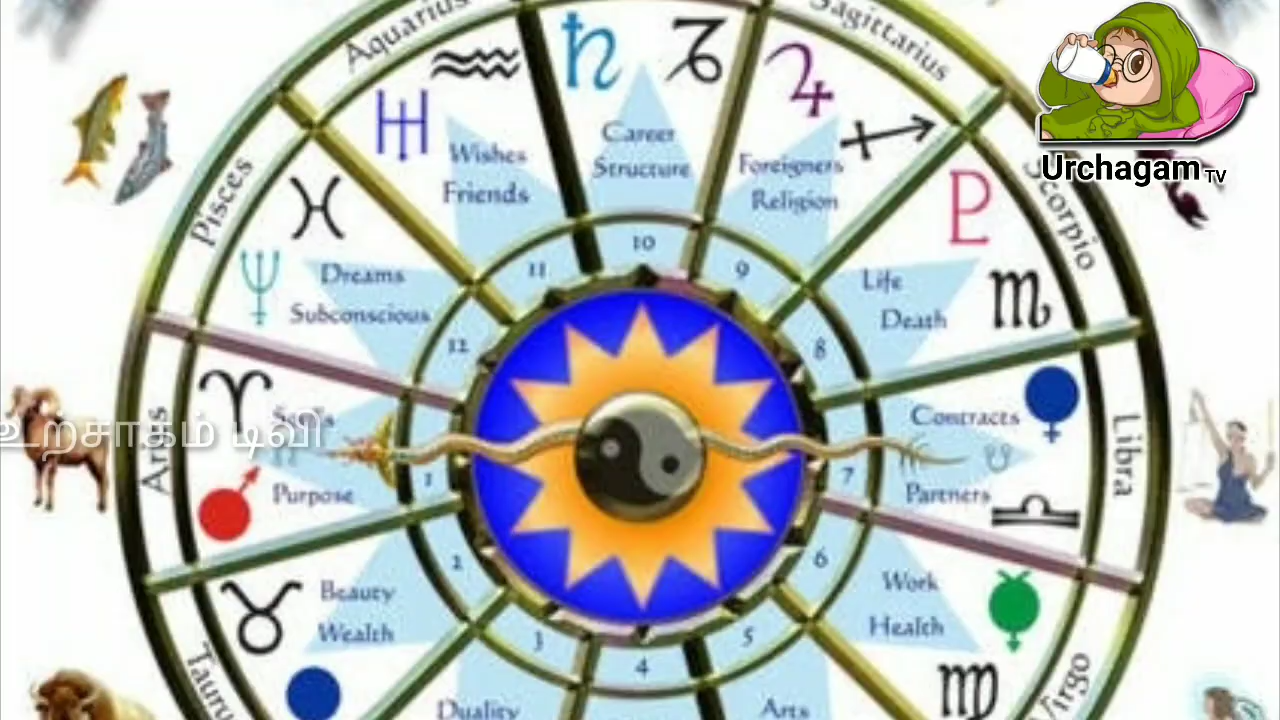 Aquarius
Sagittarius
Urchagam TV
Career
Structure
Wishes
Friends
Foreigners
Religion
Pisces
Scorpio
10
11
9
Dreams
Subconscious
Life
Death
12
8
Contracts
Libra
உற்சாகம் டிவி
Aries
1
7
Purpose
Partners
2
6
Beauty
Wealth
Work
Health
3
5
4
Virgo
Duality
Arts